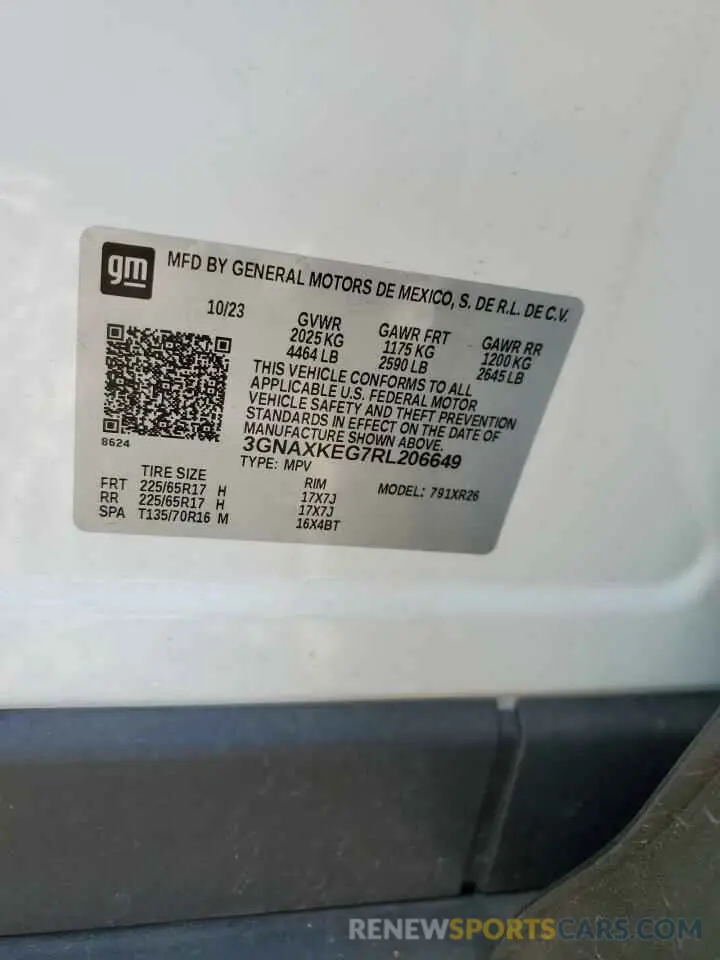 gm MFD BY GENERAL MOTORS DE MEXICO, S. DE R.L. DE C.V.
10/23
GVWR
2025 KG
4464 LB
GAWR FRT
1175 KG
2590 LB
GAWR RR
1200 KG
2645 LB
THIS VEHICLE CONFORMS TO ALL
APPLICABLE U.S. FEDERAL MOTOR
VEHICLE SAFETY AND THEFT PREVENTION
STANDARDS IN EFFECT ON THE DATE OF
MANUFACTURE SHOWN ABOVE.
8624
3GNAXKEG7RL206649
TYPE: MPV
MODEL: 791XR26
TIRE SIZE RIM
FRT 225/65R17 H 17X7J
RR 225/65R17 H 17X7J
SPA T135/70R16 M 16X4BT
RENEWSPORTSCARS.COM